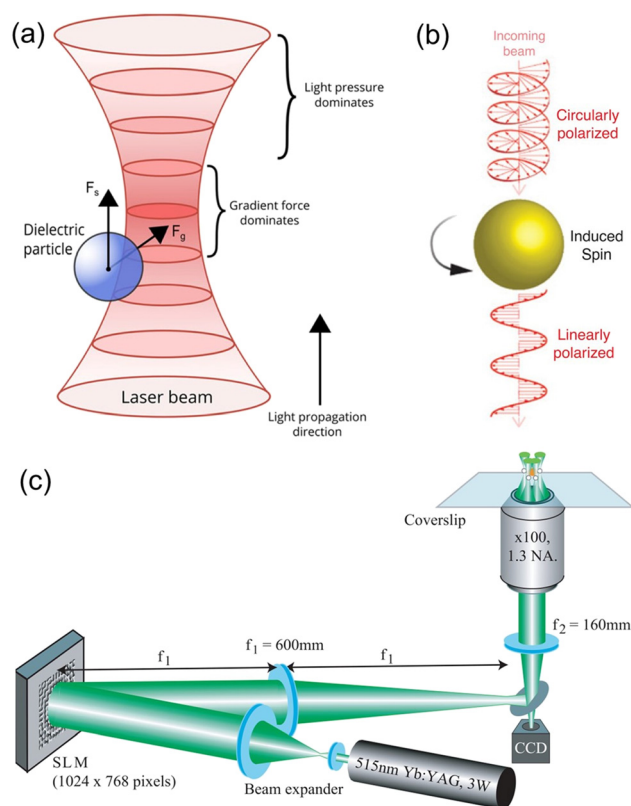 (a)
Light pressure
dominates
Gradient force
dominates
F_s
F_g
Dielectric
particle
Laser beam
Light propagation
direction
(b)
Incoming
beam
Circularly
polarized
Induced
Spin
Linearly
polarized
(c)
Coverslip
x100,
1.3 NA.
f₂ = 160mm
f₁ = 600mm
f₁
f₁
CCD
SLM
(1024 x 768 pixels)
Beam expander
515nm Yb:YAG, 3W